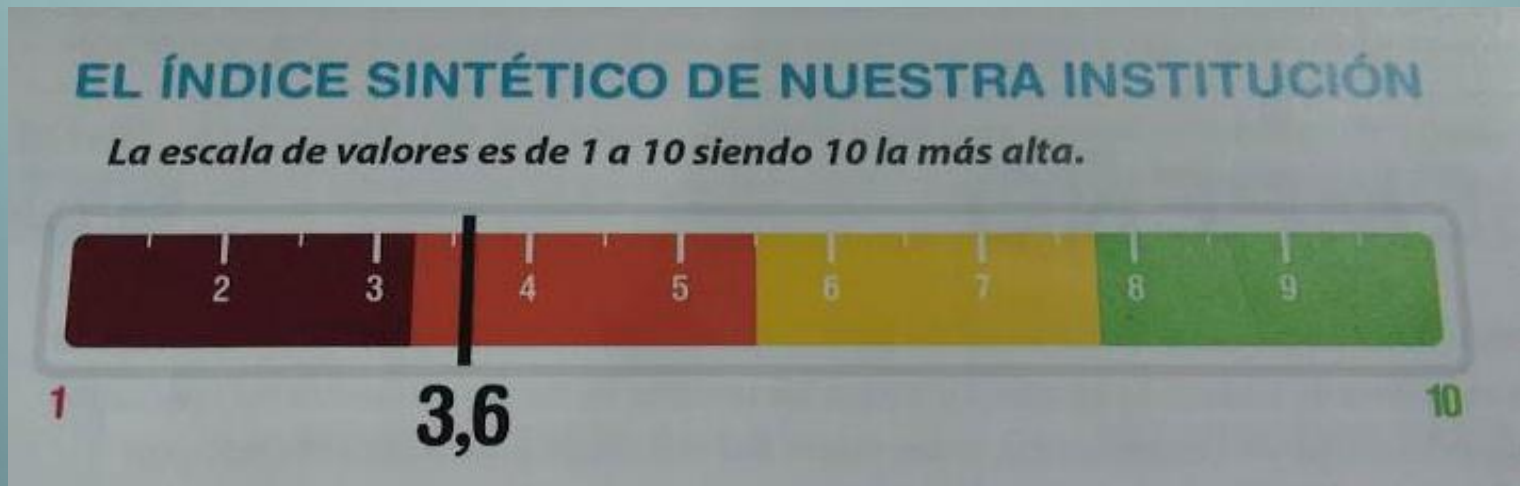 EL ÍNDICE SINTÉTICO DE NUESTRA INSTITUCIÓN
La escala de valores es de 1 a 10 siendo 10 la más alta.
2 3 4 5 6 7 8 9
1 10
3,6